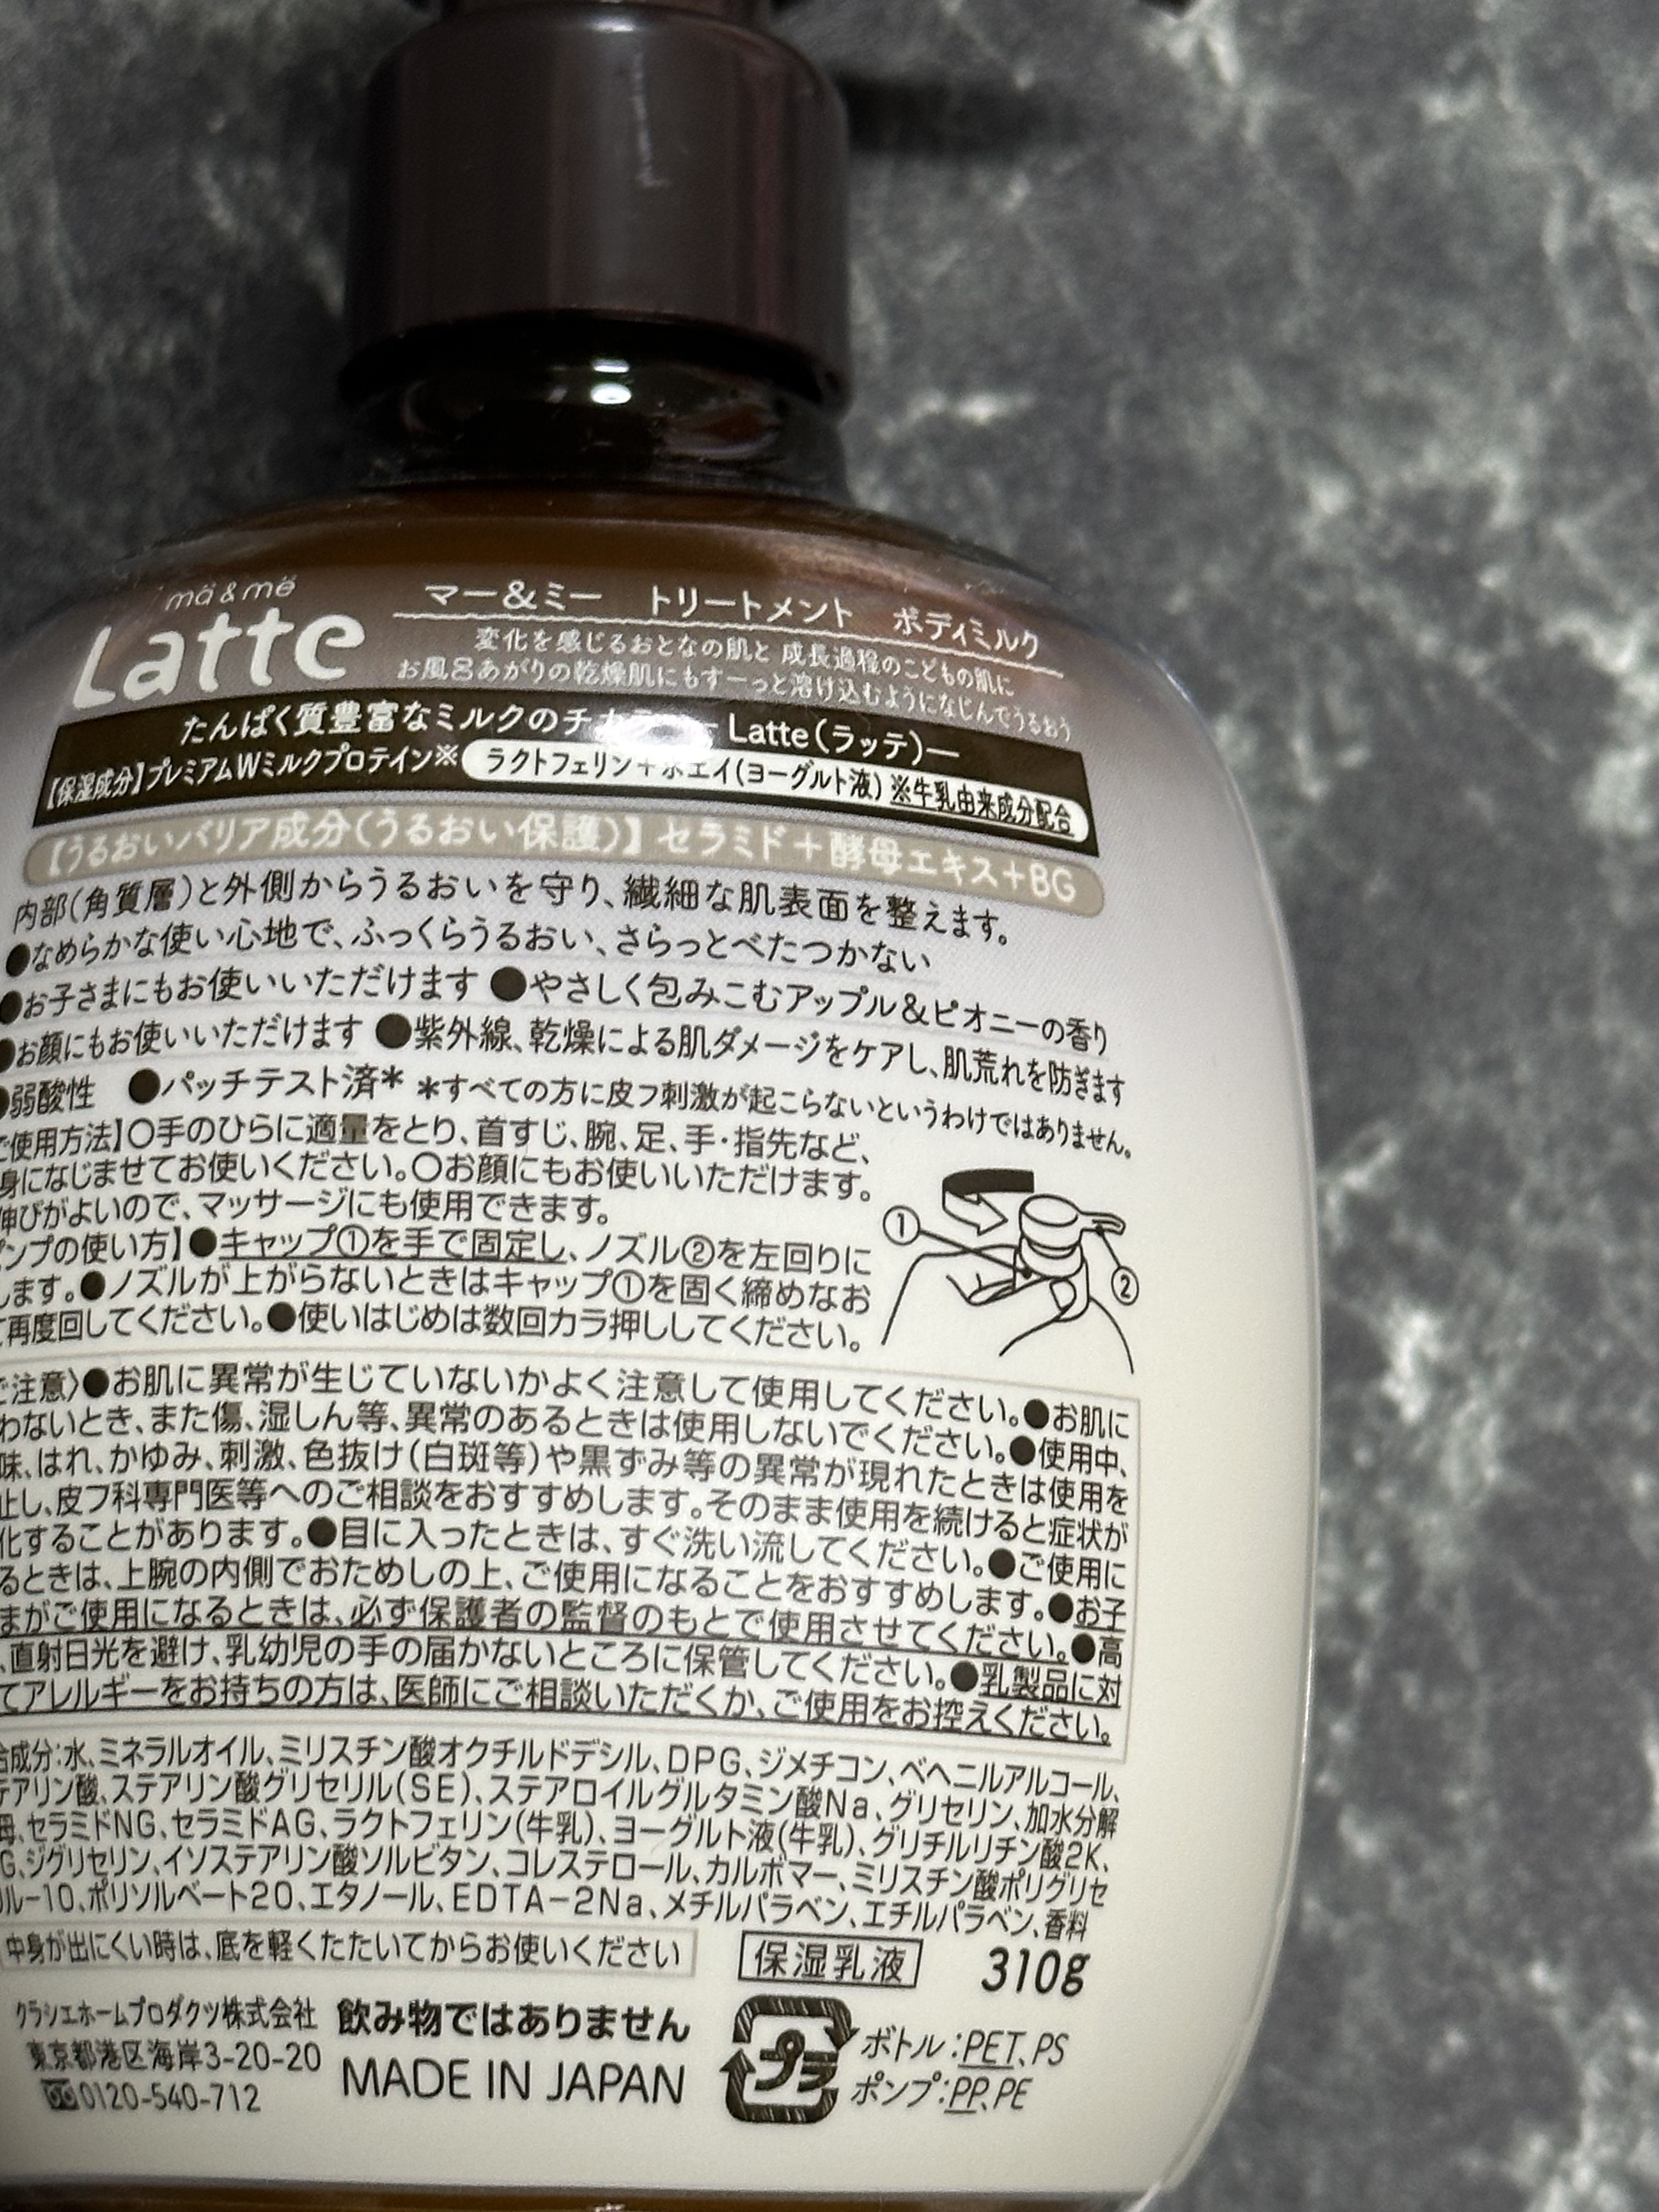 mä & më
Latte
マー&ミー トリートメント ボディミルク
変化を感じるおとなの肌と 成長過程のこどもの肌に
お風呂あがりの乾燥肌にもすーっと溶け込むようになじんでうるおう
たんぱく質豊富なミルクのチカラ― Latte(ラッテ)―
【保湿成分】プレミアムWミルクプロテイン※ ラクトフェリン+ホエイ(ヨーグルト液) ※牛乳由来成分配合
【うるおいバリア成分(うるおい保護)】 セラミド+酵母エキス+BG
内部(角質層)と外側からうるおいを守り、繊細な肌表面を整えます。
●なめらかな使い心地で、ふっくらうるおい、さらっとべたつかない
●お子さまにもお使いいただけます ●やさしく包みこむアップル&ピオニーの香り
●お顔にもお使いいただけます ●紫外線、乾燥による肌ダメージをケアし、肌荒れを防ぎます
●弱酸性 ●パッチテスト済* *すべての方に皮フ刺激が起こらないというわけではありません。
ご使用方法】〇手のひらに適量をとり、首すじ、腕、足、手・指先など、
身になじませてお使いください。〇お顔にもお使いいただけます。
伸びがよいので、マッサージにも使用できます。
ンプの使い方】●キャップ①を手で固定し、ノズル②を左回りに
します。●ノズルが上がらないときはキャップ①を固く締めなお
て再度回してください。●使いはじめは数回カラ押ししてください。
① ②
ご注意〉●お肌に異常が生じていないかよく注意して使用してください。●お肌に
わないとき、また傷、湿しん等、異常のあるときは使用しないでください。●使用中、
味、はれ、かゆみ、刺激、色抜け(白斑等)や黒ずみ等の異常が現れたときは使用を
止し、皮フ科専門医等へのご相談をおすすめします。そのまま使用を続けると症状が
化することがあります。●目に入ったときは、すぐ洗い流してください。●ご使用に
るときは、上腕の内側でおためしの上、ご使用になることをおすすめします。●お子
まがご使用になるときは、必ず保護者の監督のもとで使用させてください。●高
、直射日光を避け、乳幼児の手の届かないところに保管してください。●乳製品に対
てアレルギーをお持ちの方は、医師にご相談いただくか、ご使用をお控えください。
合成分:水、ミネラルオイル、ミリスチン酸オクチルドデシル、DPG、ジメチコン、ベヘニルアルコール、
テアリン酸、ステアリン酸グリセリル(SE)、ステアロイルグルタミン酸Na、グリセリン、加水分解
母、セラミドNG、セラミドAG、ラクトフェリン(牛乳)、ヨーグルト液(牛乳)、グリチルリチン酸2K、
G、ジグリセリン、イソステアリン酸ソルビタン、コレステロール、カルボマー、ミリスチン酸ポリグリセ
ル-10、ポリソルベート20、エタノール、EDTA-2Na、メチルパラベン、エチルパラベン、香料
中身が出にくい時は、底を軽くたたいてからお使いください
保湿乳液 310g
クラシエホームプロダクツ株式会社
東京都港区海岸3-20-20
0120-540-712
飲み物ではありません
MADE IN JAPAN
プラ
ボトル:PET、PS
ポンプ:PP、PE